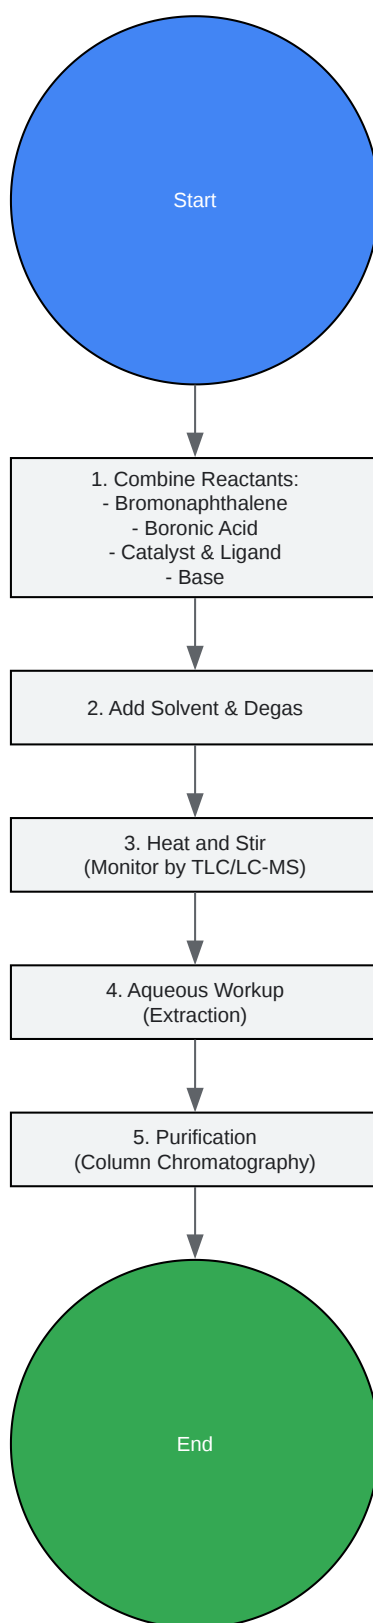 Start
1. Combine Reactants:
- Bromonaphthalene
- Boronic Acid
- Catalyst & Ligand
- Base
2. Add Solvent & Degas
3. Heat and Stir
(Monitor by TLC/LC-MS)
4. Aqueous Workup
(Extraction)
5. Purification
(Column Chromatography)
End